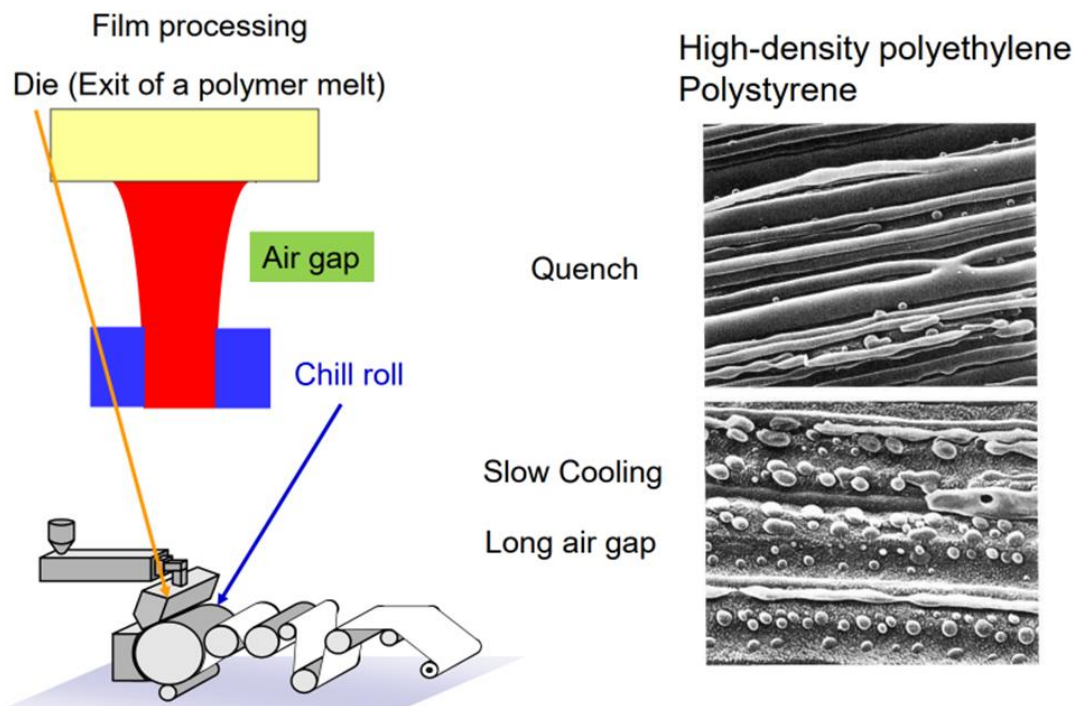 Film processing
Die (Exit of a polymer melt)
Air gap
Chill roll
High-density polyethylene
Polystyrene
Quench
Slow Cooling
Long air gap